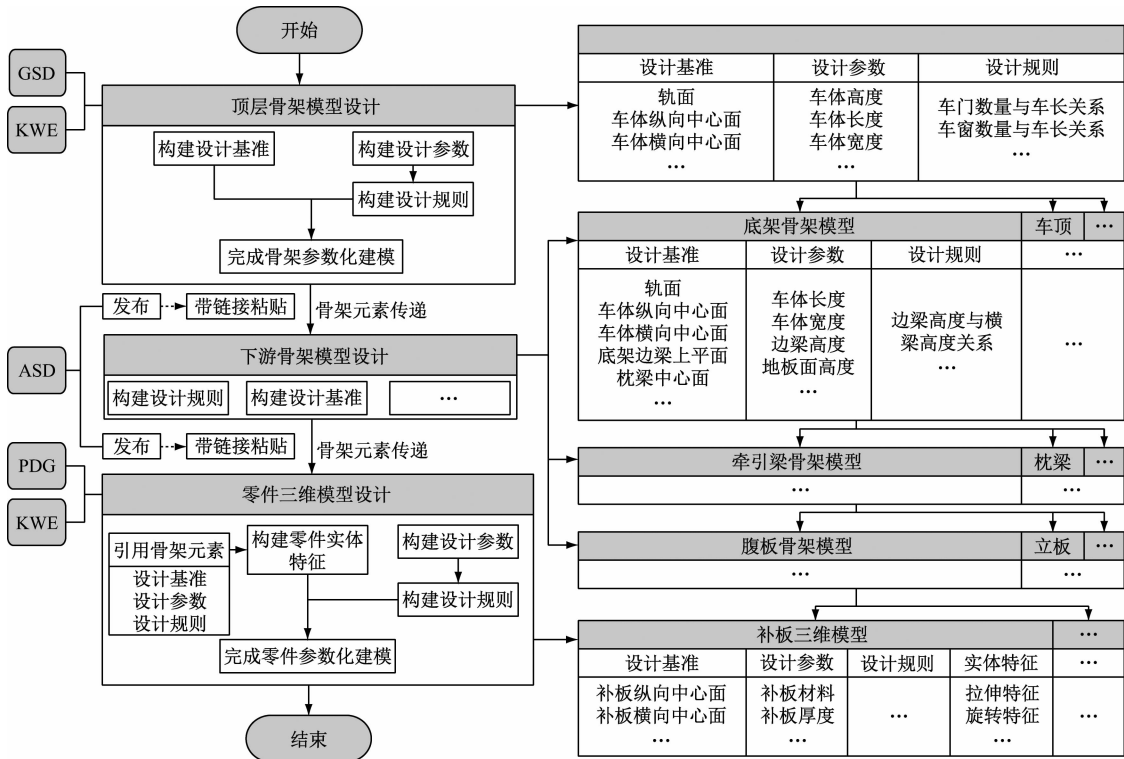 开始
GSD
KWE
顶层骨架模型设计
构建设计基准
构建设计参数
构建设计规则
完成骨架参数化建模
发布
带链接粘贴
骨架元素传递
ASD
下游骨架模型设计
构建设计规则
构建设计基准
…
发布
带链接粘贴
骨架元素传递
PDG
KWE
零件三维模型设计
引用骨架元素
设计基准
设计参数
设计规则
构建零件实体
特征
构建设计参数
构建设计规则
完成零件参数化建模
结束
设计基准
设计参数
设计规则
轨面
车体纵向中心面
车体横向中心面
…
车体高度
车体长度
车体宽度
…
车门数量与车长关系
车窗数量与车长关系
…
底架骨架模型
车顶
…
设计基准
设计参数
设计规则
…
轨面
车体纵向中心面
车体横向中心面
底架边梁上平面
枕梁中心面
…
车体长度
车体宽度
边梁高度
地板面高度
…
边梁高度与横
梁高度关系
…
…
牵引梁骨架模型
枕梁
…
…
…
腹板骨架模型
立板
…
…
…
补板三维模型
…
设计基准
设计参数
设计规则
实体特征
…
补板纵向中心面
补板横向中心面
…
补板材料
补板厚度
…
…
拉伸特征
旋转特征
…
…